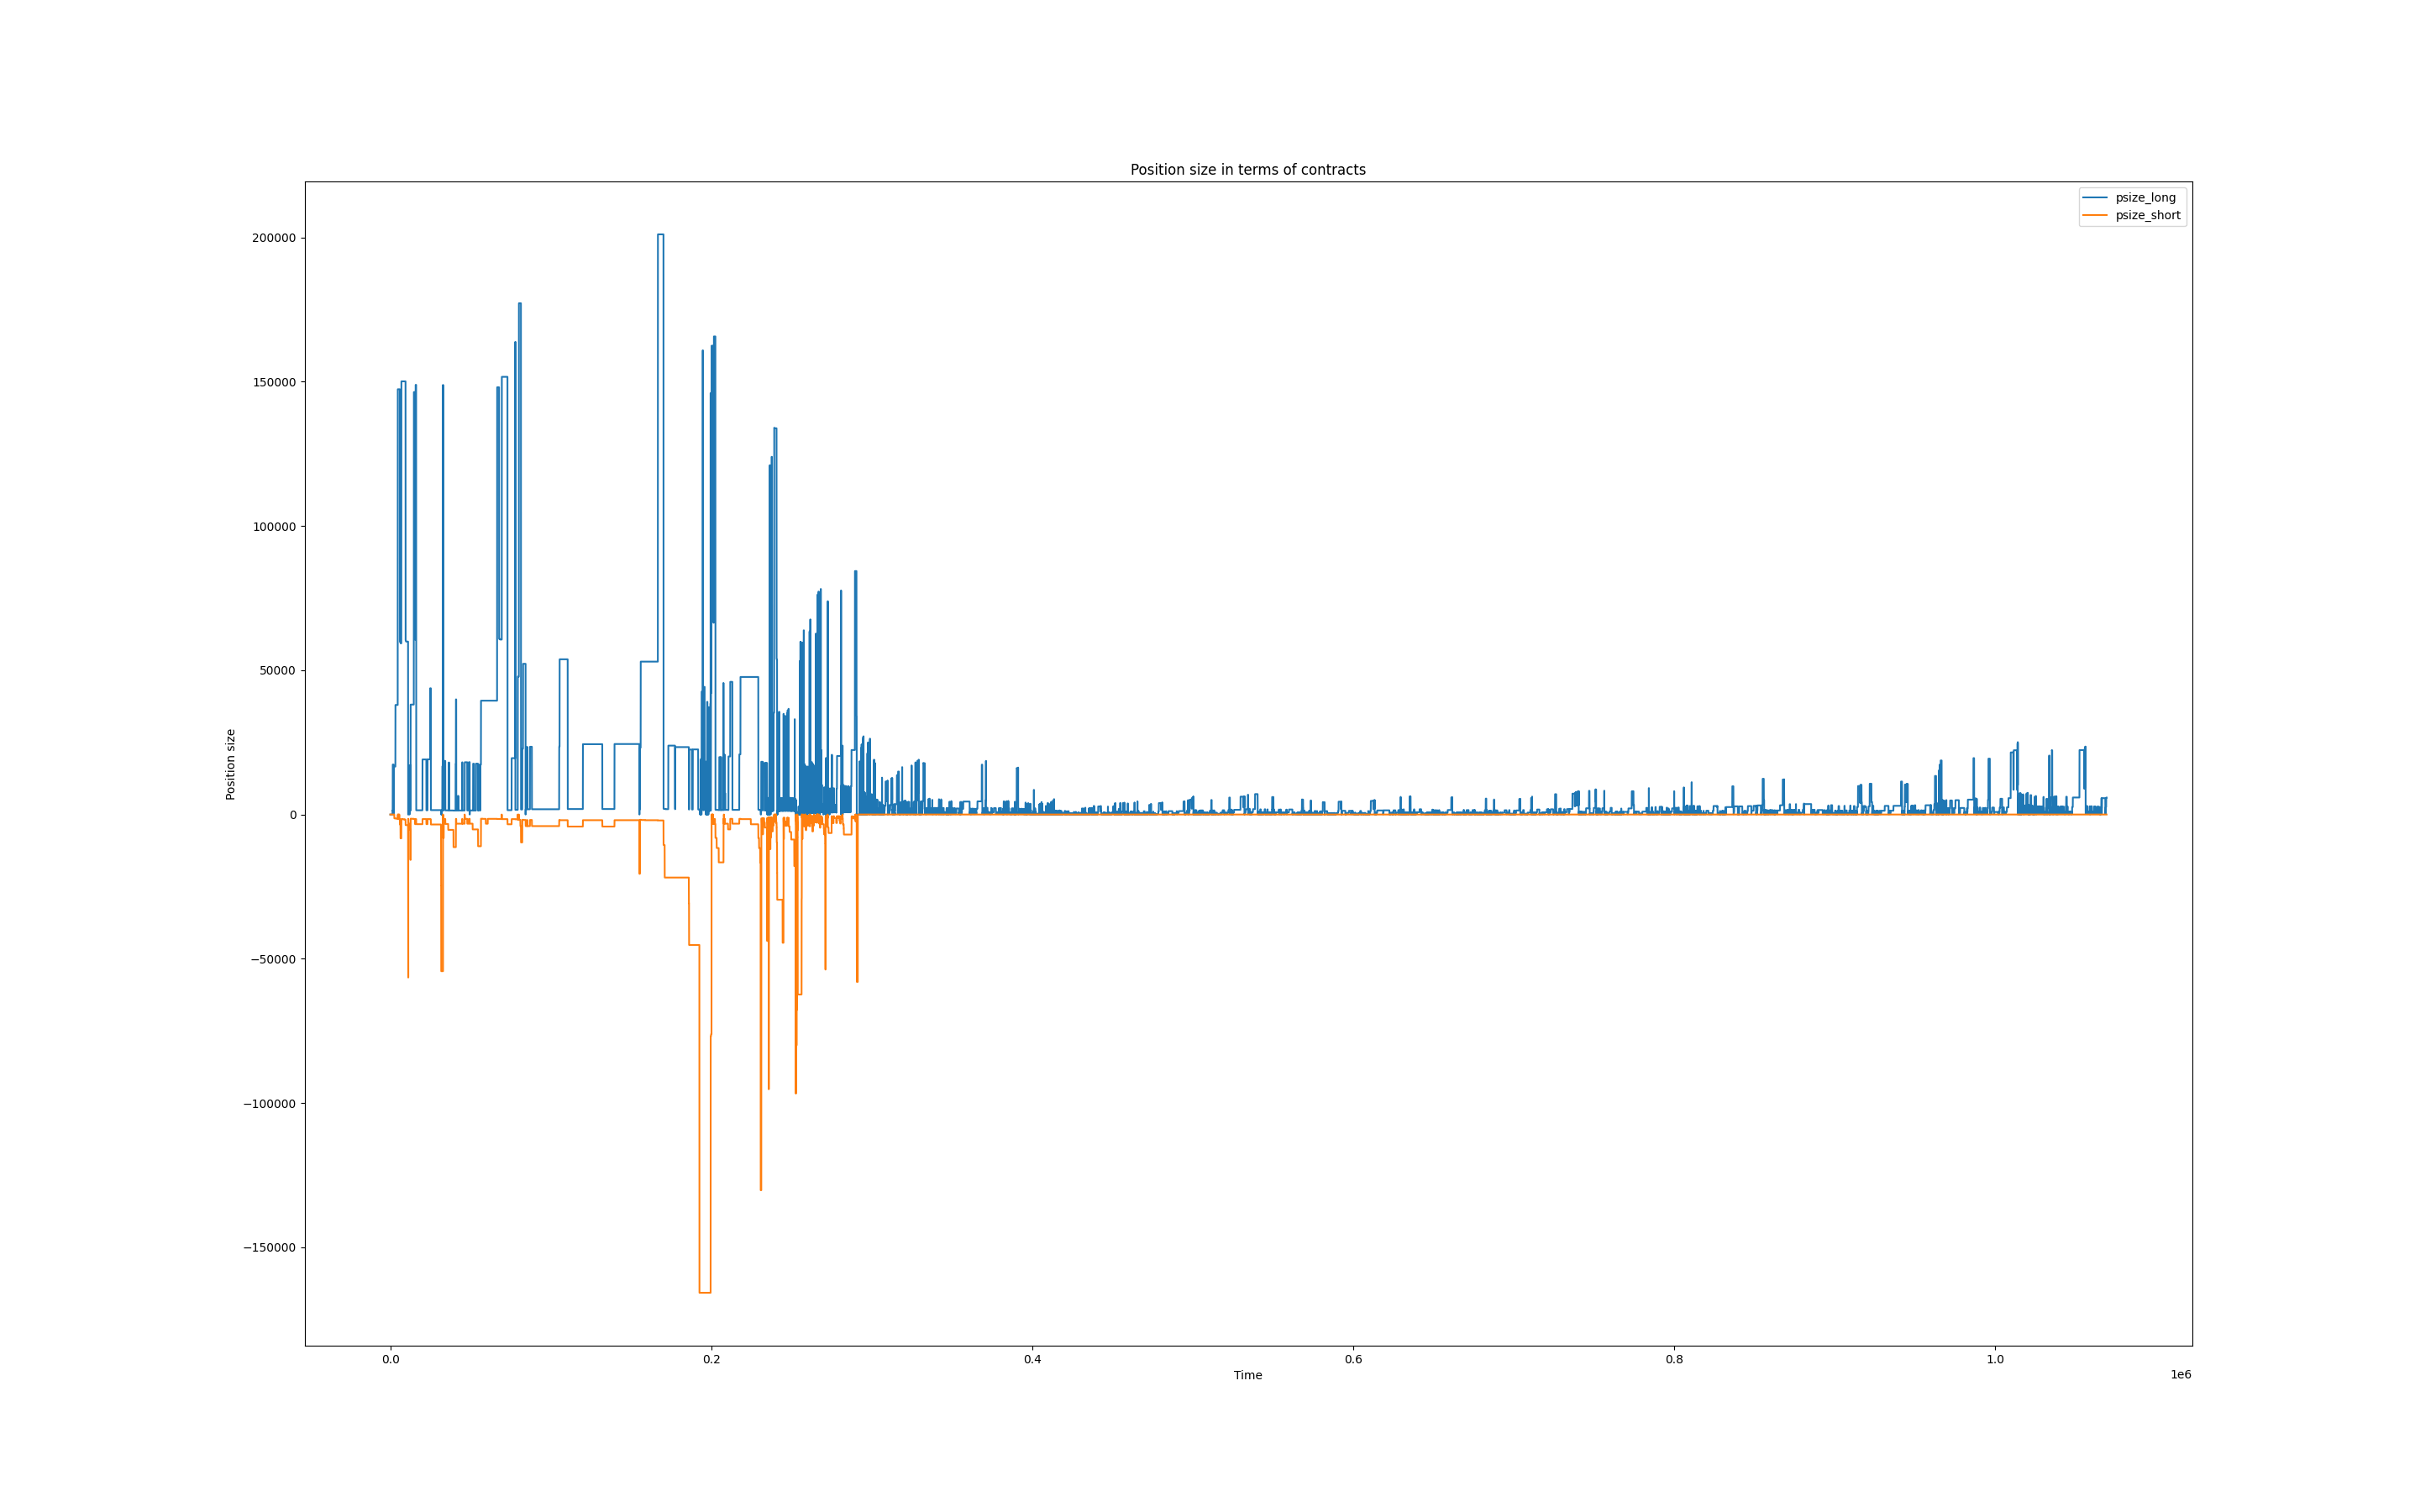 Position size in terms of contracts
psize_long
psize_short
200000
150000
100000
50000
0
−50000
−100000
−150000
Position size
0.0
0.2
0.4
0.6
0.8
1.0
Time
1e6